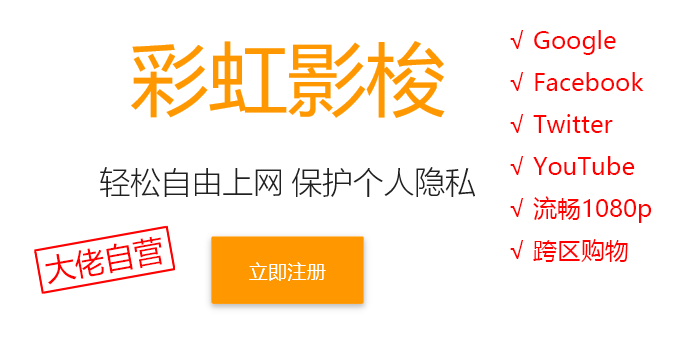 彩虹影梭
轻松自由上网 保护个人隐私
大佬自营
立即注册
√ Google
√ Facebook
√ Twitter
√ YouTube
√ 流畅1080p
√ 跨区购物